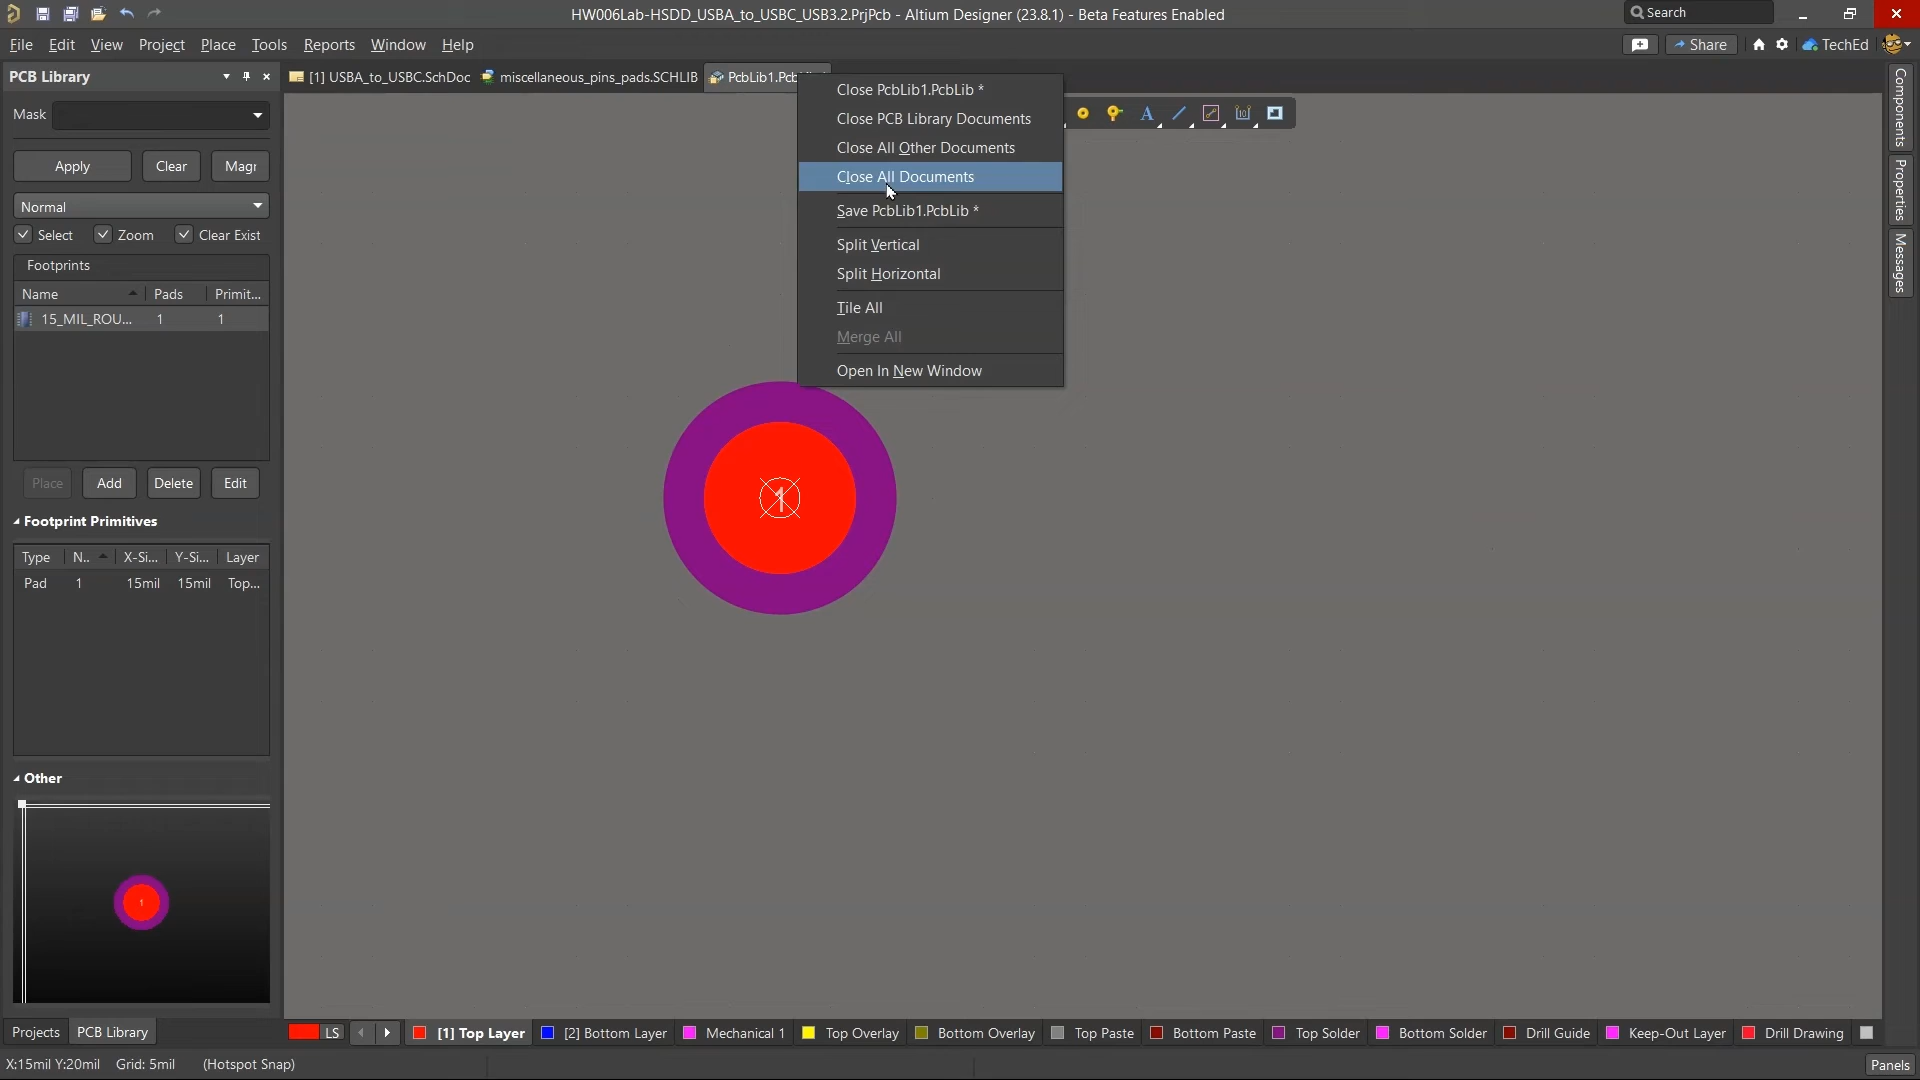 HW006Lab-HSDD_USBA_to_USBC_USB3.2.PrjPcb - Altium Designer (23.8.1) - Beta Features Enabled
Search
File Edit View Project Place Tools Reports Window Help
Share
TechEd
PCB Library
[1] USBA_to_USBC.SchDoc
miscellaneous_pins_pads.SCHLIB
PcbLib1.Pcb
Mask
Apply Clear Magr
Normal
Select Zoom Clear Exist
Footprints
Name Pads Primit...
15_MIL_ROU... 1 1
Place Add Delete Edit
Footprint Primitives
Type N.. X-Si... Y-Si... Layer
Pad 1 15mil 15mil Top...
Other
1
Projects PCB Library
Close PcbLib1.PcbLib *
Close PCB Library Documents
Close All Other Documents
Close All Documents
Save PcbLib1.PcbLib *
Split Vertical
Split Horizontal
Tile All
Merge All
Open In New Window
A
1
Components
Properties
Messages
LS [1] Top Layer [2] Bottom Layer Mechanical 1 Top Overlay Bottom Overlay Top Paste Bottom Paste Top Solder Bottom Solder Drill Guide Keep-Out Layer Drill Drawing
X:15mil Y:20mil Grid: 5mil (Hotspot Snap)
Panels